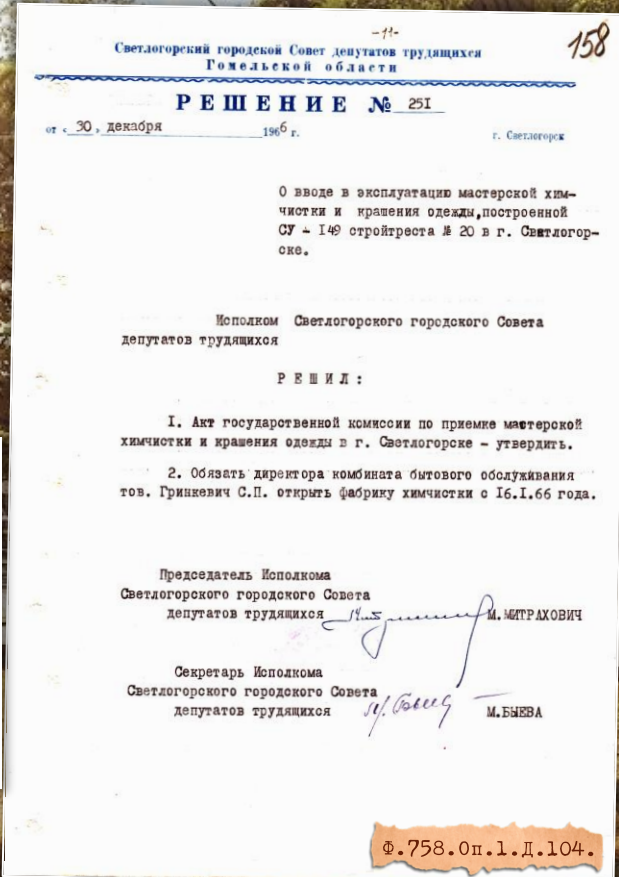 -11-
158
Светлогорский городской Совет депутатов трудящихся
Гомельской области
РЕШЕНИЕ № 251
от « 30 » декабря 1966 г.
г. Светлогорск
О вводе в эксплуатацию мастерской хим-
чистки и крашения одежды,построенной
СУ - 149 стройтреста № 20 в г. Светлогор-
ске.
Исполком Светлогорского городского Совета
депутатов трудящихся
РЕШИЛ:
1. Акт государственной комиссии по приемке мастерской
химчистки и крашения одежды в г. Светлогорске - утвердить.
2. Обязать директора комбината бытового обслуживания
тов. Гринкевич С.П. открыть фабрику химчистки с 16.I.66 года.
Председатель Исполкома
Светлогорского городского Совета
депутатов трудящихся М.МИТРАХОВИЧ
Секретарь Исполкома
Светлогорского городского Совета
депутатов трудящихся М.БЫЕВА
Ф.758.Оп.1.Д.104.